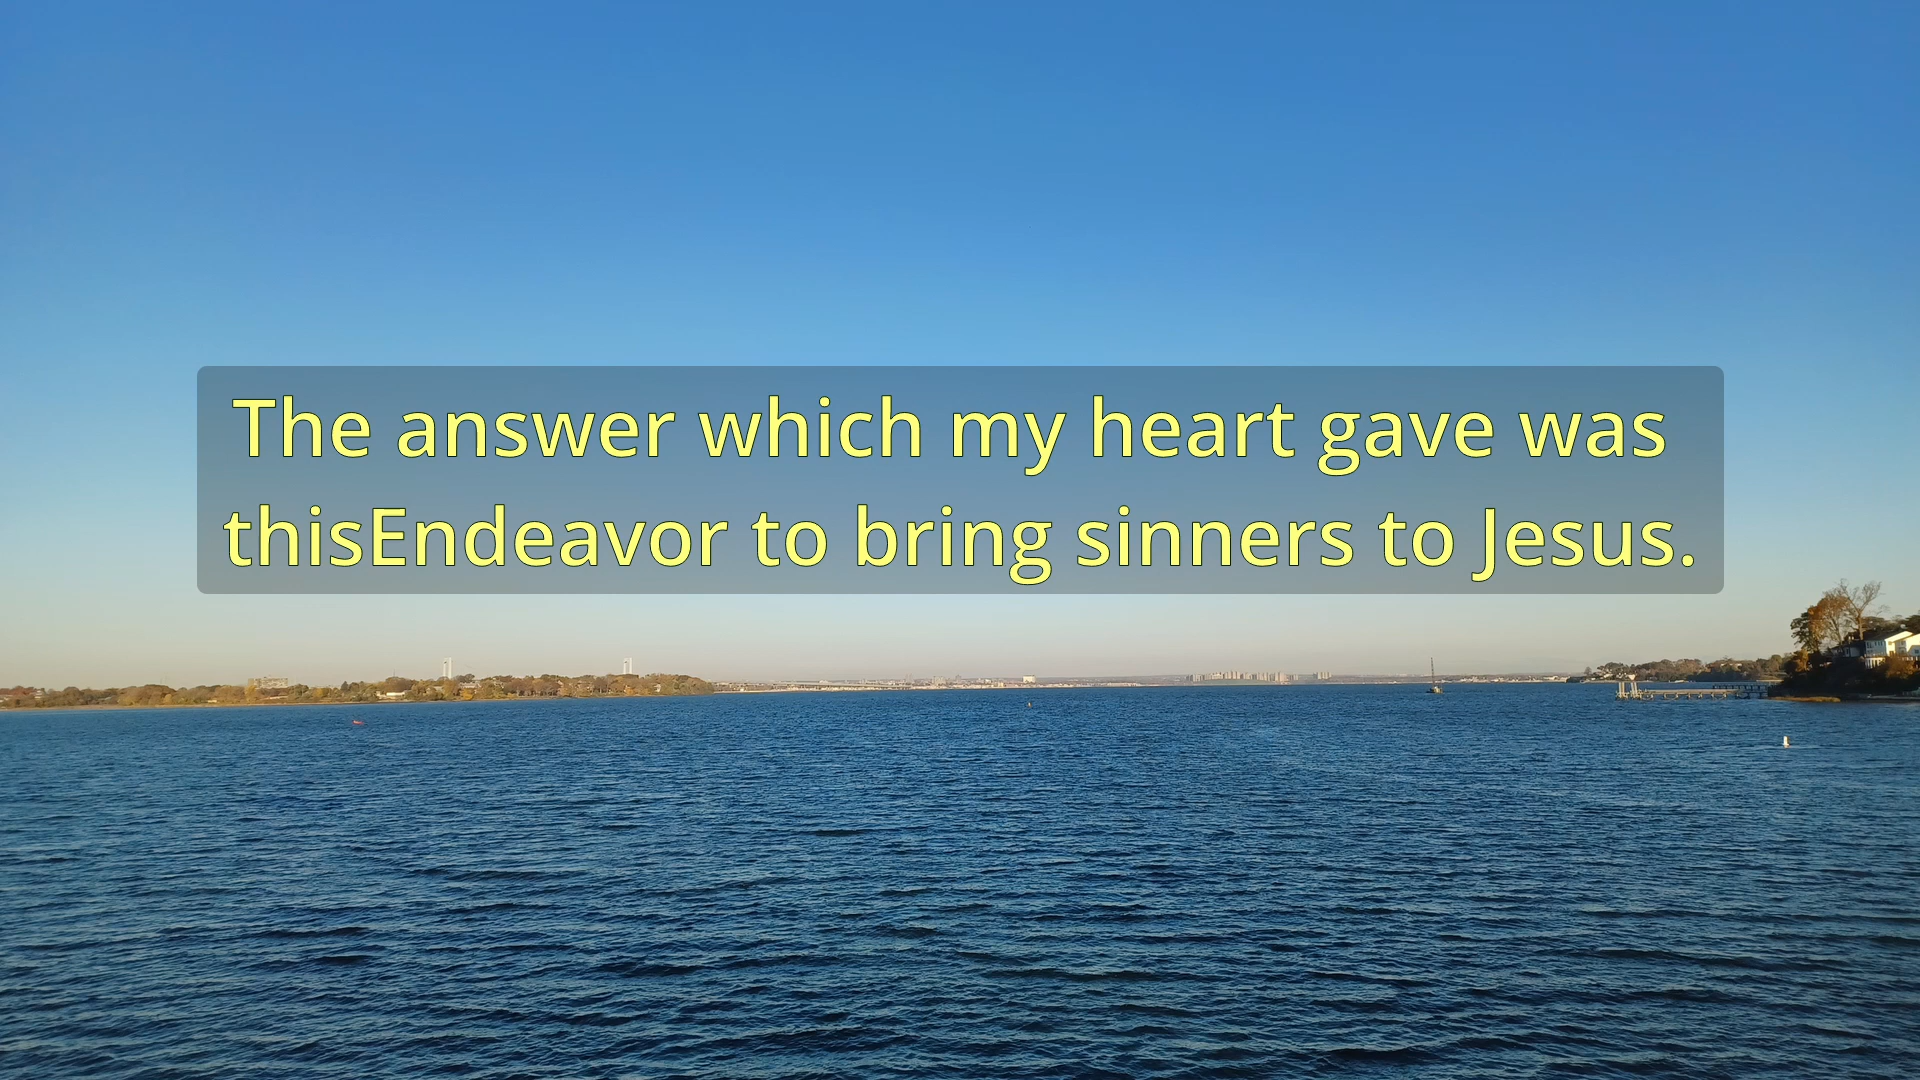 The answer which my heart gave was
thisEndeavor to bring sinners to Jesus.